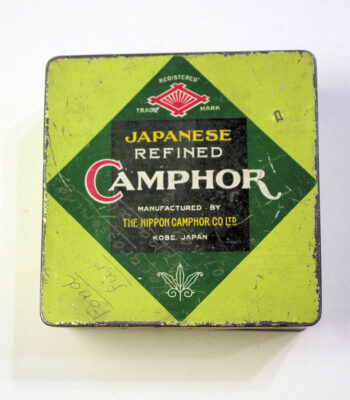 REGISTERED
TRADE MARK
JAPANESE
REFINED
CAMPHOR
MANUFACTURED · BY
THE NIPPON CAMPHOR CO LTD.
KOBE, JAPAN